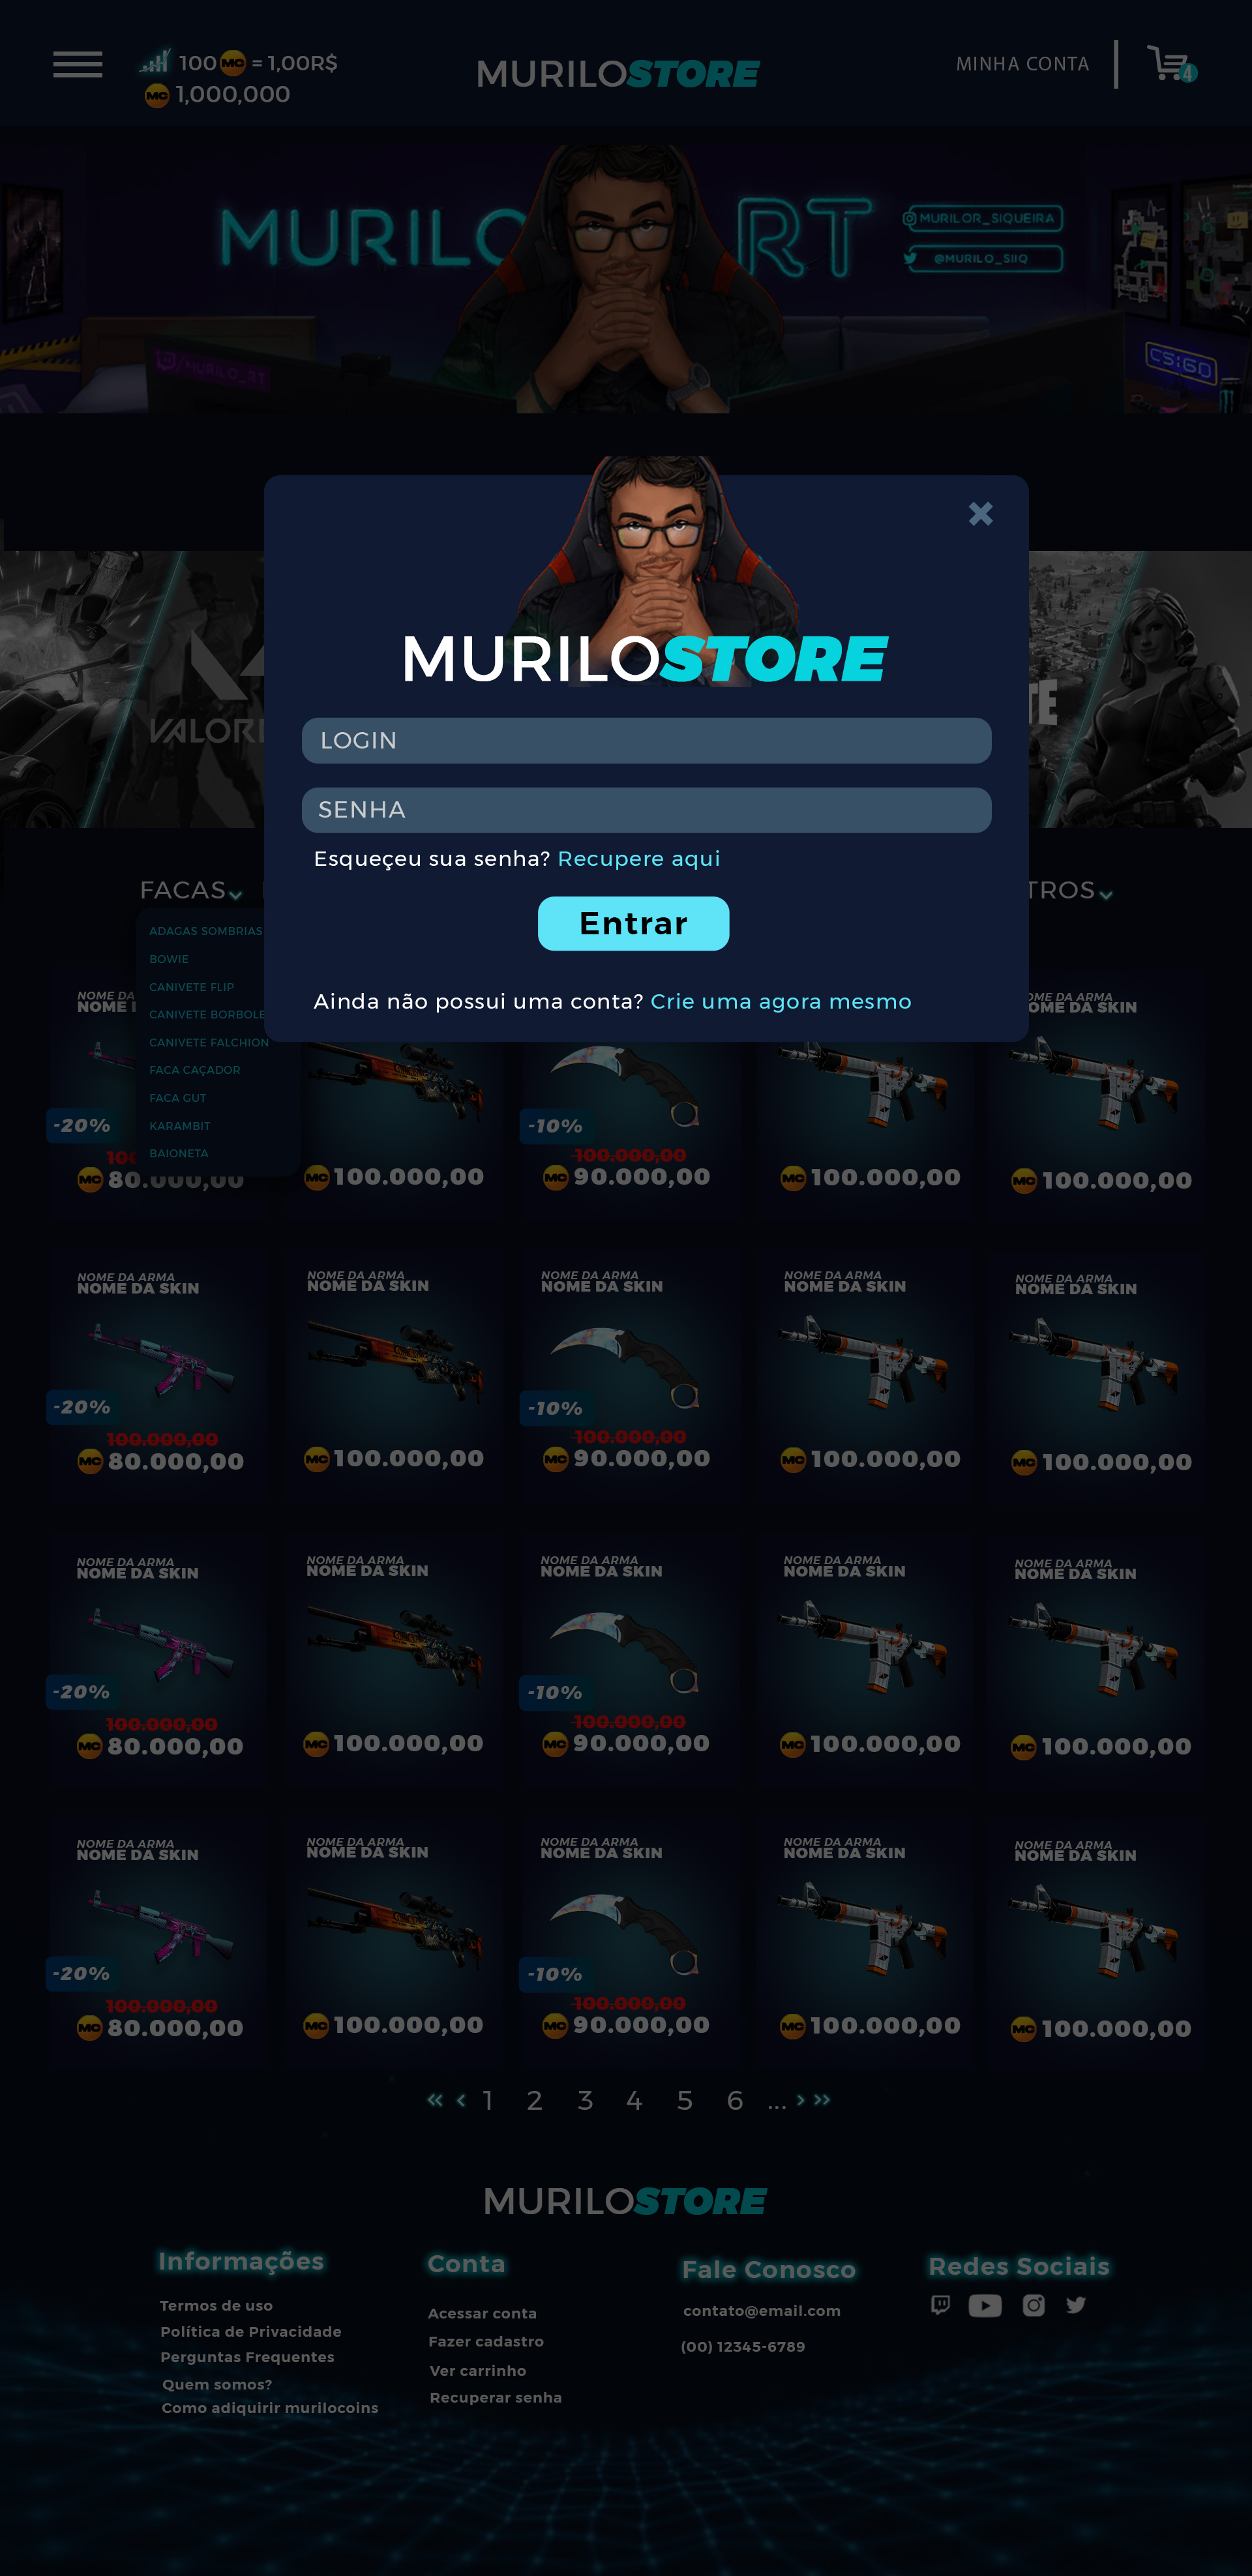 100 MC = 1,00R$
MC 1,000,000
MURILOSTORE
MINHA CONTA
4
MURILO RT
MURILOR_SIQUEIRA
@MURILO_SIIQ
/MURILO_RT
CS:GO
MURILOSTORE
LOGIN
SENHA
Esqueçeu sua senha? Recupere aqui
Entrar
Ainda não possui uma conta? Crie uma agora mesmo
FACAS
ADAGAS SOMBRIAS
BOWIE
CANIVETE FLIP
CANIVETE BORBOLE
CANIVETE FALCHION
FACA CAÇADOR
FACA GUT
KARAMBIT
BAIONETA
VALOR
TE
TROS
NOME DA
NOME
DME DA ARMA
OME DA SKIN
-20% -10%
100 100.000,00
MC 80.000,00 MC 100.000,00 MC 90.000,00 MC 100.000,00 MC 100.000,00
NOME DA ARMA NOME DA ARMA NOME DA ARMA NOME DA ARMA NOME DA ARMA
NOME DA SKIN NOME DA SKIN NOME DA SKIN NOME DA SKIN NOME DA SKIN
-20% -10%
100.000,00 100.000,00
MC 80.000,00 MC 100.000,00 MC 90.000,00 MC 100.000,00 MC 100.000,00
NOME DA ARMA NOME DA ARMA NOME DA ARMA NOME DA ARMA NOME DA ARMA
NOME DA SKIN NOME DA SKIN NOME DA SKIN NOME DA SKIN NOME DA SKIN
-20% -10%
100.000,00 100.000,00
MC 80.000,00 MC 100.000,00 MC 90.000,00 MC 100.000,00 MC 100.000,00
NOME DA ARMA NOME DA ARMA NOME DA ARMA NOME DA ARMA NOME DA ARMA
NOME DA SKIN NOME DA SKIN NOME DA SKIN NOME DA SKIN NOME DA SKIN
-20% -10%
100.000,00 100.000,00
MC 80.000,00 MC 100.000,00 MC 90.000,00 MC 100.000,00 MC 100.000,00
« ‹ 1 2 3 4 5 6 ... › »
MURILOSTORE
Informações
Termos de uso
Política de Privacidade
Perguntas Frequentes
Quem somos?
Como adiquirir murilocoins
Conta
Acessar conta
Fazer cadastro
Ver carrinho
Recuperar senha
Fale Conosco
contato@email.com
(00) 12345-6789
Redes Sociais